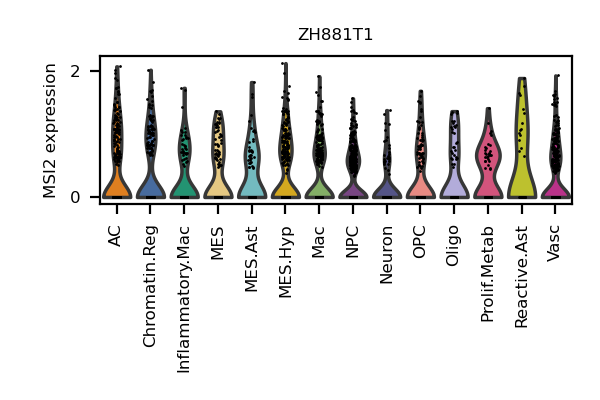 ZH881T1
MSI2 expression
2
0
AC
Chromatin.Reg
Inflammatory.Mac
MES
MES.Ast
MES.Hyp
Mac
NPC
Neuron
OPC
Oligo
Prolif.Metab
Reactive.Ast
Vasc